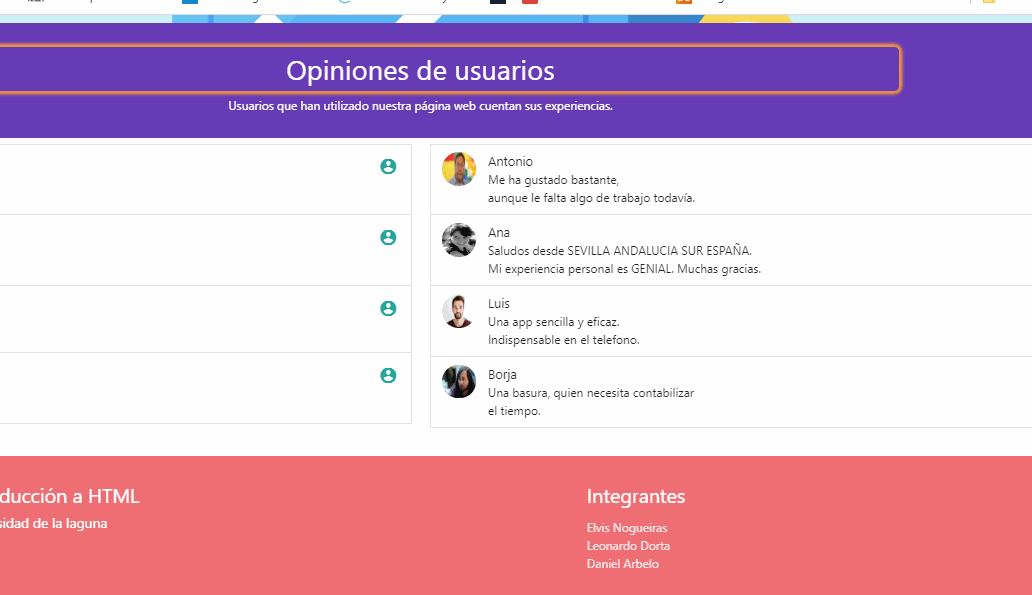 Opiniones de usuarios
Usuarios que han utilizado nuestra página web cuentan sus experiencias.
Antonio
Me ha gustado bastante,
aunque le falta algo de trabajo todavía.
Ana
Saludos desde SEVILLA ANDALUCIA SUR ESPAÑA.
Mi experiencia personal es GENIAL. Muchas gracias.
Luis
Una app sencilla y eficaz.
Indispensable en el telefono.
Borja
Una basura, quien necesita contabilizar
el tiempo.
ducción a HTML
sidad de la laguna
Integrantes
Elvis Nogueiras
Leonardo Dorta
Daniel Arbelo